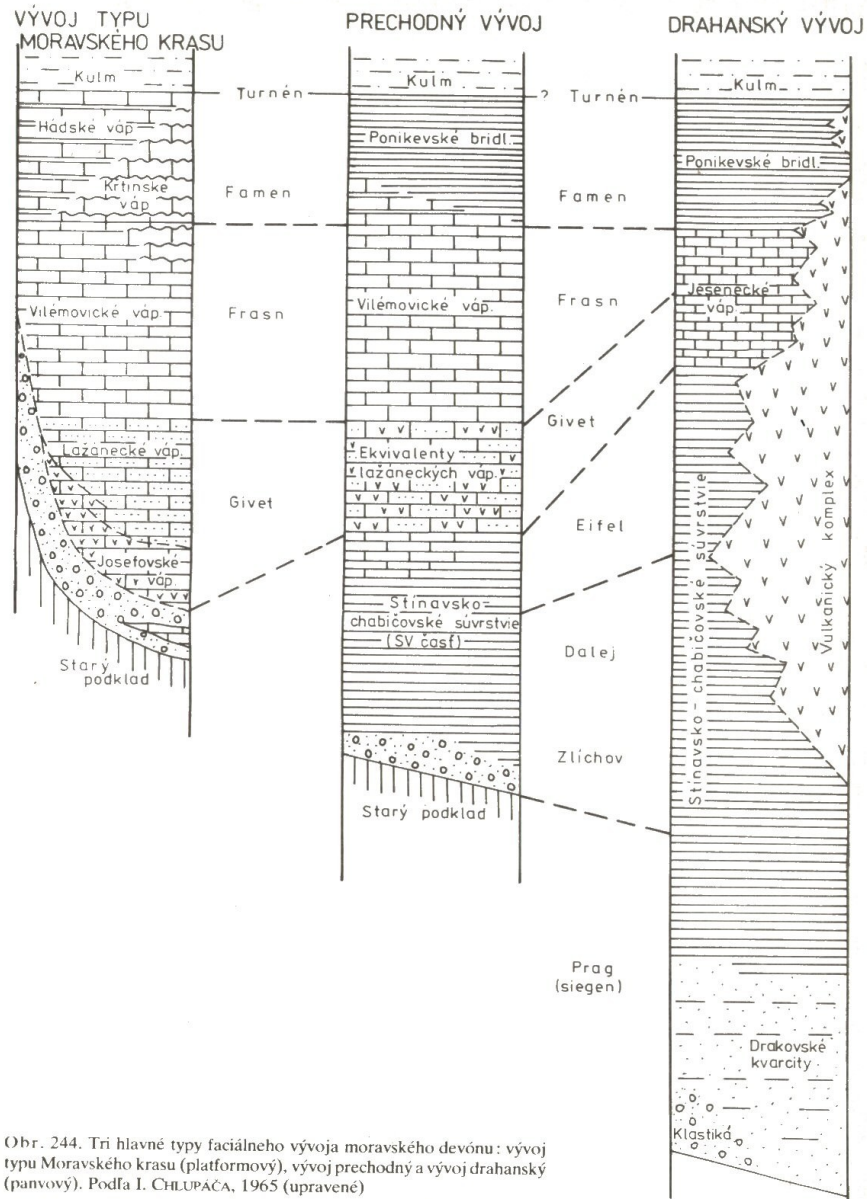 VÝVOJ TYPU
MORAVSKÉHO KRASU
Kulm
Hádské váp
Křtinské
váp
Vilémovické váp.
Lažánecké váp.
Josefovské
váp.
Starý
podklad
Turnén
Famen
Frasn
Givet
PRECHODNÝ VÝVOJ
Kulm
Ponikevské bridl.
Vilémovické váp.
Ekvivalenty
lažáneckých váp.
Stínavsko-
chabičovské súvrstvie
(SV časť)
Starý podklad
? Turnén
Famen
Frasn
Givet
Eifel
Dalej
Zlíchov
Prag
(siegen)
DRAHANSKÝ VÝVOJ
Kulm
Ponikevské bridl.
Jesenecké
váp.
Stínavsko-chabičovské súvrstvie
Vulkanický komplex
Drakovské
kvarcity
Klastiká
Obr. 244. Tri hlavné typy faciálneho vývoja moravského devónu: vývoj
typu Moravského krasu (platformový), vývoj prechodný a vývoj drahanský
(panvový). Podľa I. CHLUPÁČA, 1965 (upravené)